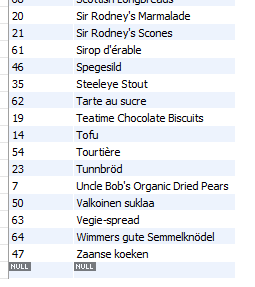 20 Sir Rodney's Marmalade
21 Sir Rodney's Scones
61 Sirop d'érable
46 Spegesild
35 Steeleye Stout
62 Tarte au sucre
19 Teatime Chocolate Biscuits
14 Tofu
54 Tourtière
23 Tunnbröd
7 Uncle Bob's Organic Dried Pears
50 Valkoinen suklaa
63 Vegie-spread
64 Wimmers gute Semmelknödel
47 Zaanse koeken
NULL NULL